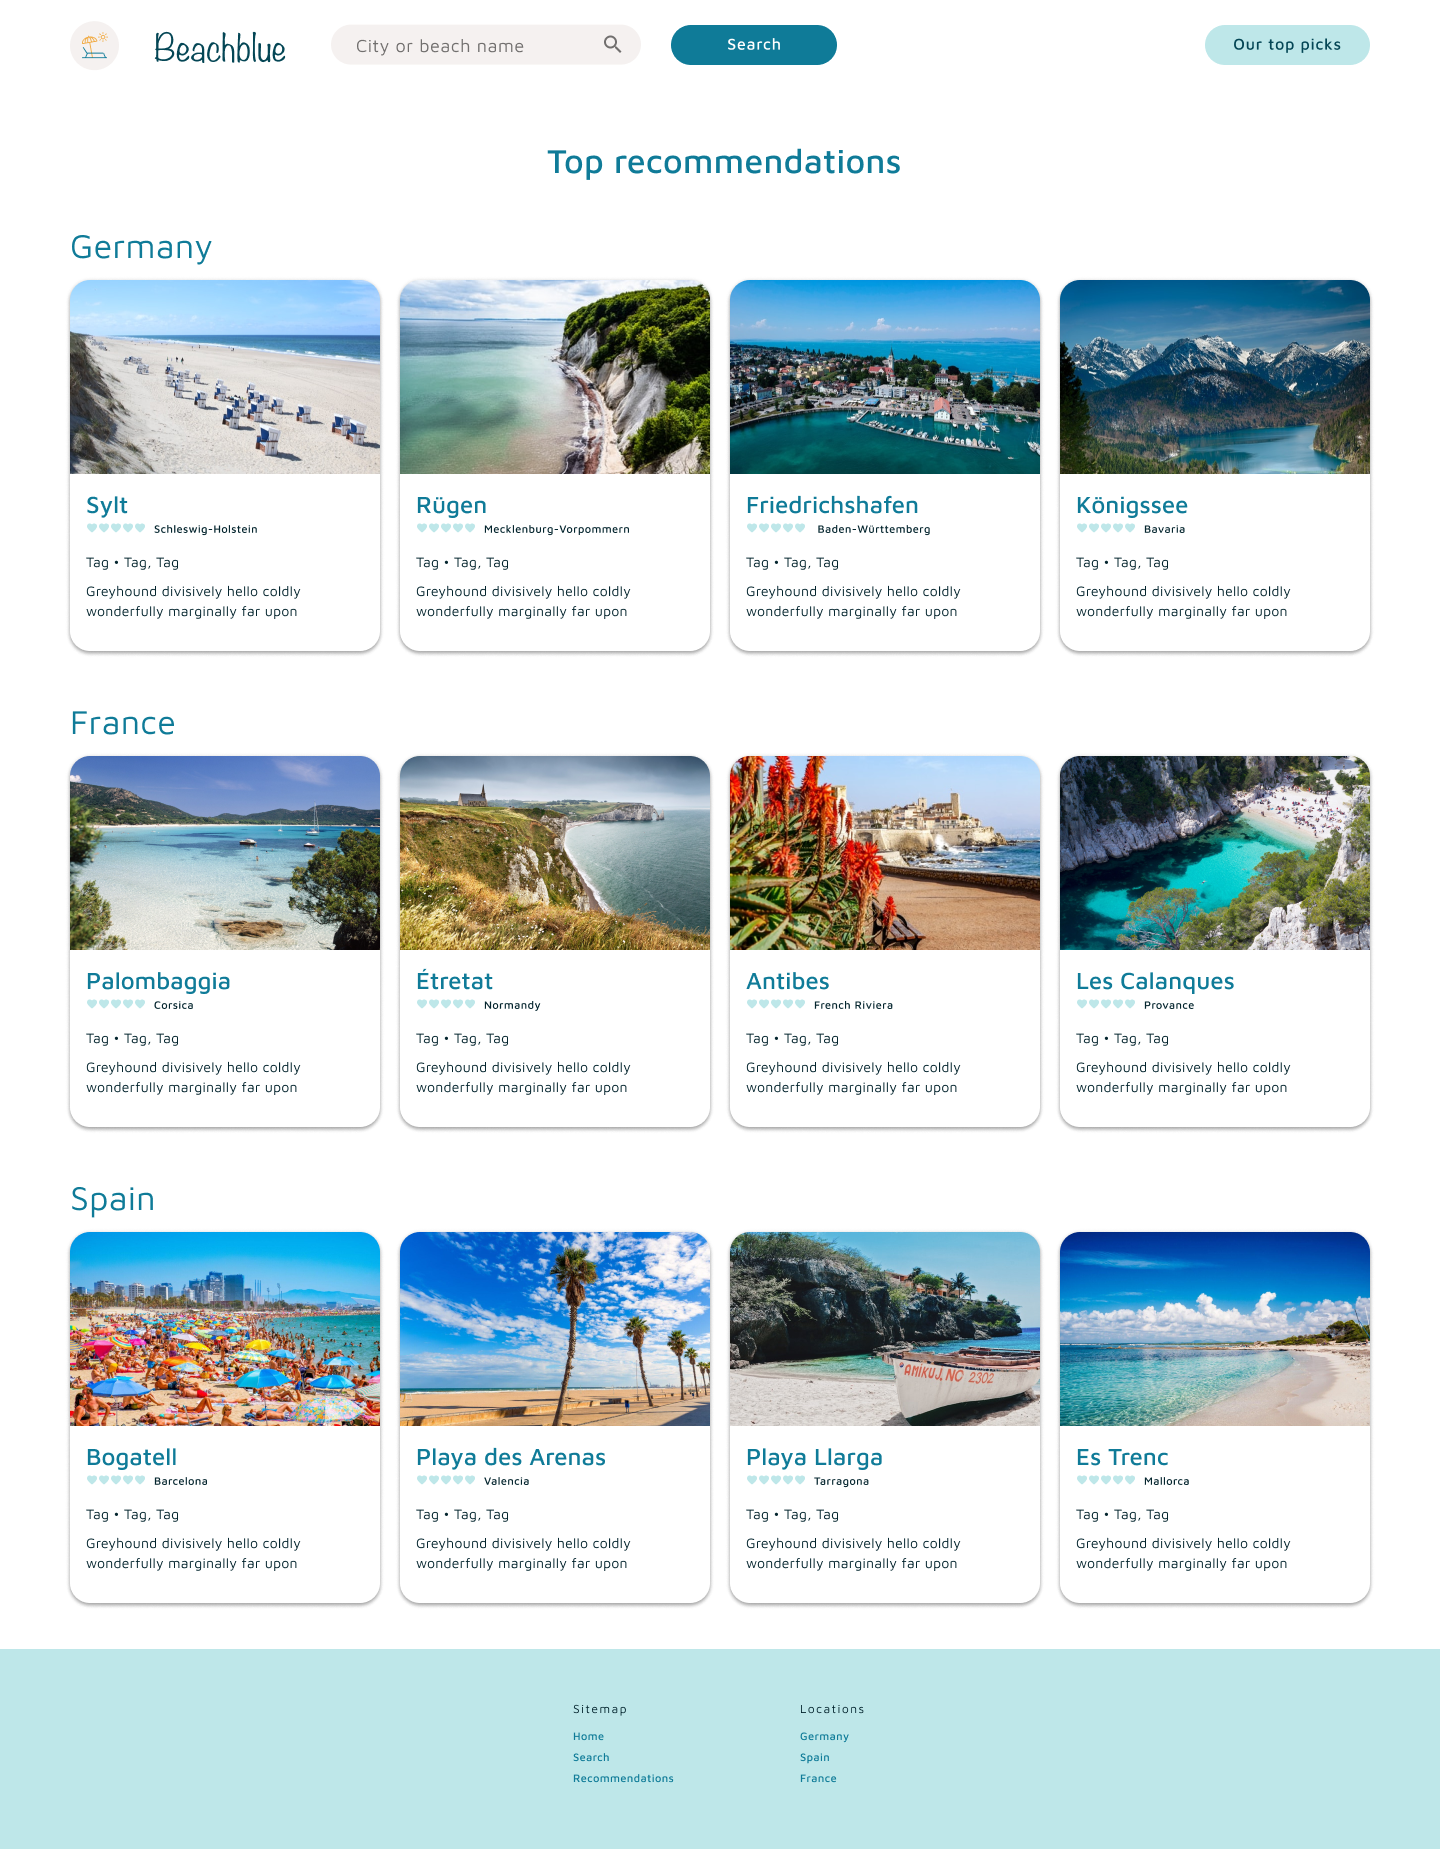 Beachblue
City or beach name
Search
Our top picks
Top recommendations
Germany
Sylt
Schleswig-Holstein
Tag • Tag, Tag
Greyhound divisively hello coldly
wonderfully marginally far upon
Rügen
Mecklenburg-Vorpommern
Tag • Tag, Tag
Greyhound divisively hello coldly
wonderfully marginally far upon
Friedrichshafen
Baden-Württemberg
Tag • Tag, Tag
Greyhound divisively hello coldly
wonderfully marginally far upon
Königssee
Bavaria
Tag • Tag, Tag
Greyhound divisively hello coldly
wonderfully marginally far upon
France
Palombaggia
Corsica
Tag • Tag, Tag
Greyhound divisively hello coldly
wonderfully marginally far upon
Étretat
Normandy
Tag • Tag, Tag
Greyhound divisively hello coldly
wonderfully marginally far upon
Antibes
French Riviera
Tag • Tag, Tag
Greyhound divisively hello coldly
wonderfully marginally far upon
Les Calanques
Provance
Tag • Tag, Tag
Greyhound divisively hello coldly
wonderfully marginally far upon
Spain
Bogatell
Barcelona
Tag • Tag, Tag
Greyhound divisively hello coldly
wonderfully marginally far upon
Playa des Arenas
Valencia
Tag • Tag, Tag
Greyhound divisively hello coldly
wonderfully marginally far upon
AMIKUJ, NC 2302
Playa Llarga
Tarragona
Tag • Tag, Tag
Greyhound divisively hello coldly
wonderfully marginally far upon
Es Trenc
Mallorca
Tag • Tag, Tag
Greyhound divisively hello coldly
wonderfully marginally far upon
Sitemap
Home
Search
Recommendations
Locations
Germany
Spain
France